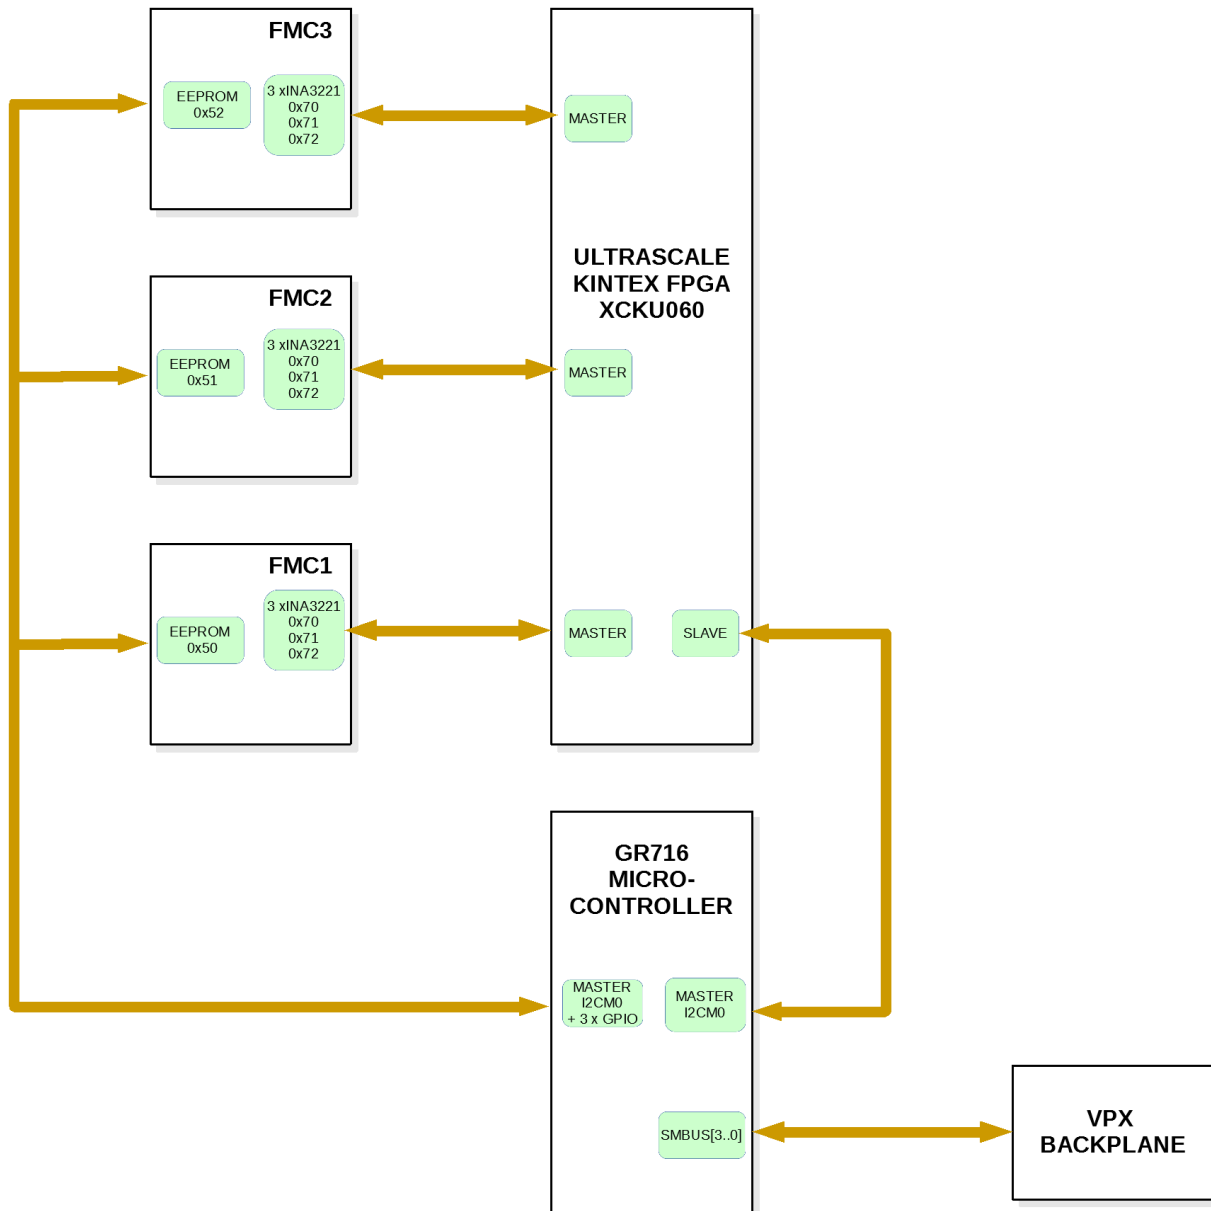 FMC3
EEPROM
0x52
3 xINA3221
0x70
0x71
0x72
MASTER
ULTRASCALE
KINTEX FPGA
XCKU060
FMC2
EEPROM
0x51
3 xINA3221
0x70
0x71
0x72
MASTER
FMC1
EEPROM
0x50
3 xINA3221
0x70
0x71
0x72
MASTER
SLAVE
GR716
MICRO-
CONTROLLER
MASTER
I2CM0
+ 3 x GPIO
MASTER
I2CM0
SMBUS[3..0]
VPX
BACKPLANE